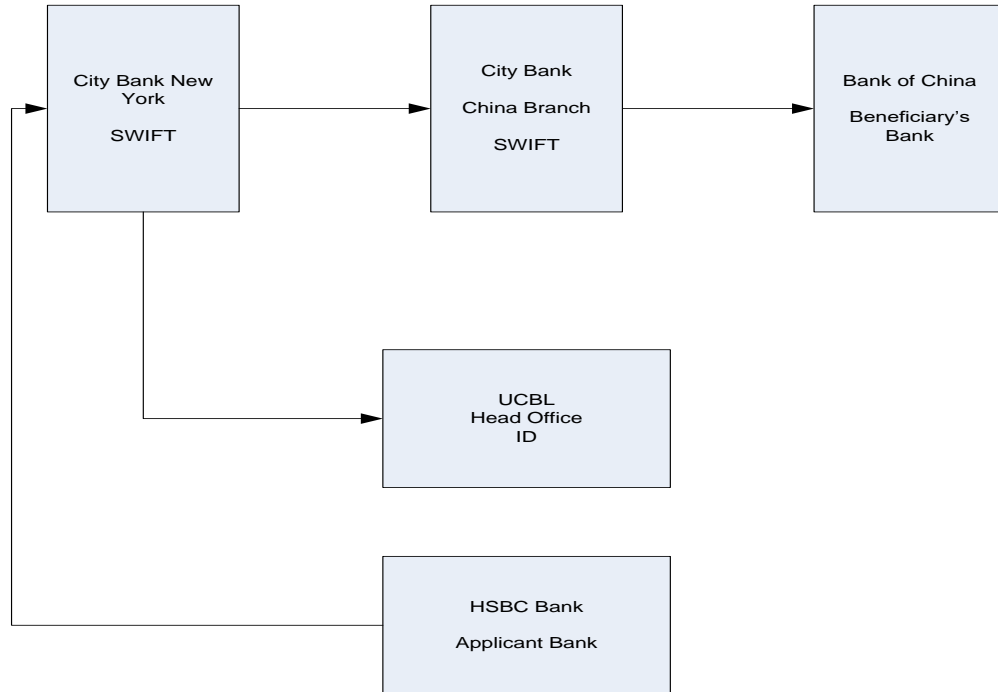 City Bank New
York
SWIFT
City Bank
China Branch
SWIFT
Bank of China
Beneficiary's
Bank
UCBL
Head Office
ID
HSBC Bank
Applicant Bank